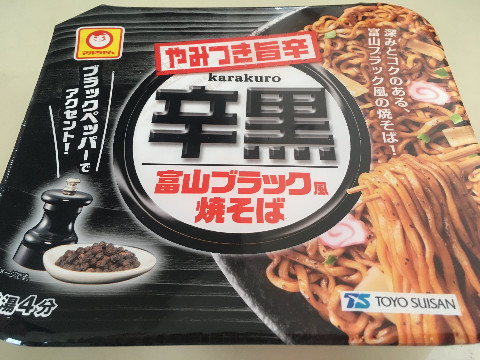 マルちゃん
やみつき旨辛
karakuro
辛黒
富山ブラック風
焼そば
ブラックペッパーで
アクセント!
深みとコクのある、
富山ブラック風の焼そば!
湯4分
TS TOYO SUISAN